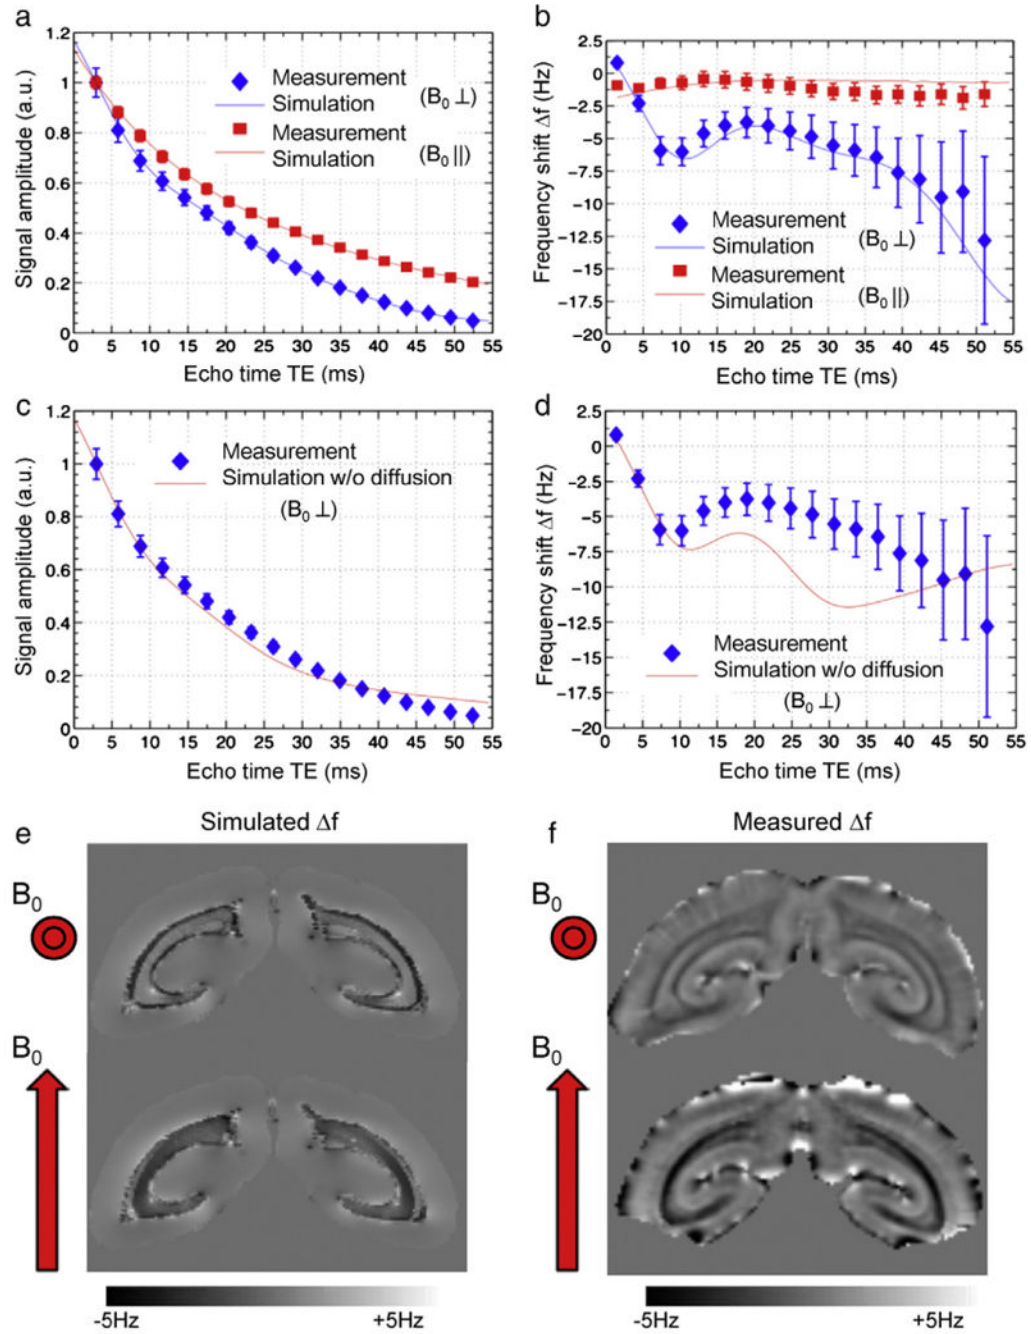 a
1.2
1
0.8
0.6
0.4
0.2
0
Signal amplitude (a.u.)
Measurement
Simulation
(B0 ⊥)
Measurement
Simulation
(B0 ||)
0 5 10 15 20 25 30 35 40 45 50 55
Echo time TE (ms)
b
2.5
0
−2.5
−5
−7.5
−10
−12.5
−15
−17.5
−20
Frequency shift Δf (Hz)
Measurement
Simulation
(B0 ⊥)
Measurement
Simulation
(B0 ||)
0 5 10 15 20 25 30 35 40 45 50 55
Echo time TE (ms)
c
1.2
1
0.8
0.6
0.4
0.2
0
Signal amplitude (a.u.)
Measurement
Simulation w/o diffusion
(B0 ⊥)
0 5 10 15 20 25 30 35 40 45 50 55
Echo time TE (ms)
d
2.5
0
−2.5
−5
−7.5
−10
−12.5
−15
−17.5
−20
Frequency shift Δf (Hz)
Measurement
Simulation w/o diffusion
(B0 ⊥)
0 5 10 15 20 25 30 35 40 45 50 55
Echo time TE (ms)
e
Simulated Δf
B0
B0
-5Hz +5Hz
f
Measured Δf
B0
B0
-5Hz +5Hz